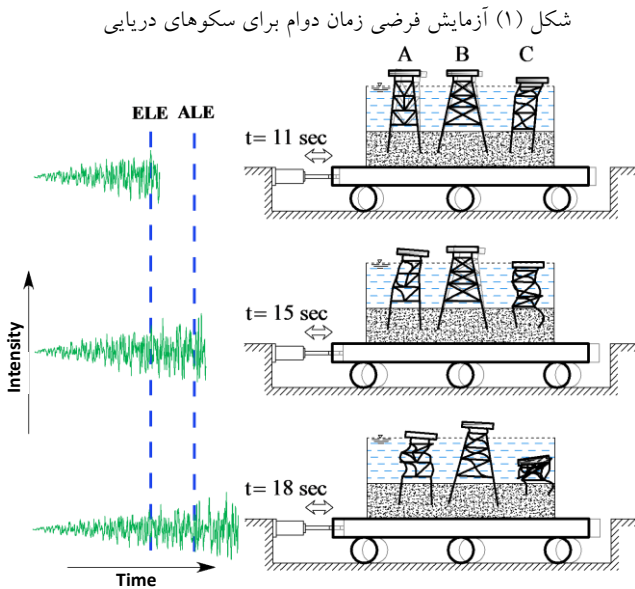 شکل (۱) آزمایش فرضی زمان دوام برای سکوهای دریایی
A B C
ELE ALE
t= 11 sec
t= 15 sec
Intensity
t= 18 sec
Time